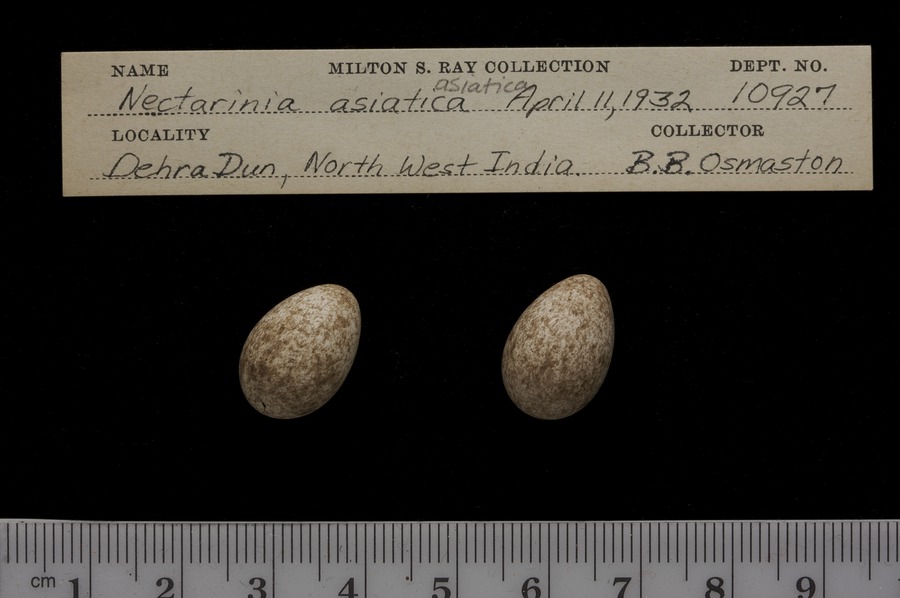 NAME MILTON S. RAY COLLECTION DEPT. NO.
asiatica
Nectarinia asiatica April 11, 1932 10927
LOCALITY COLLECTOR
Dehra Dun, North West India. B.B. Osmaston
cm 1 2 3 4 5 6 7 8 9